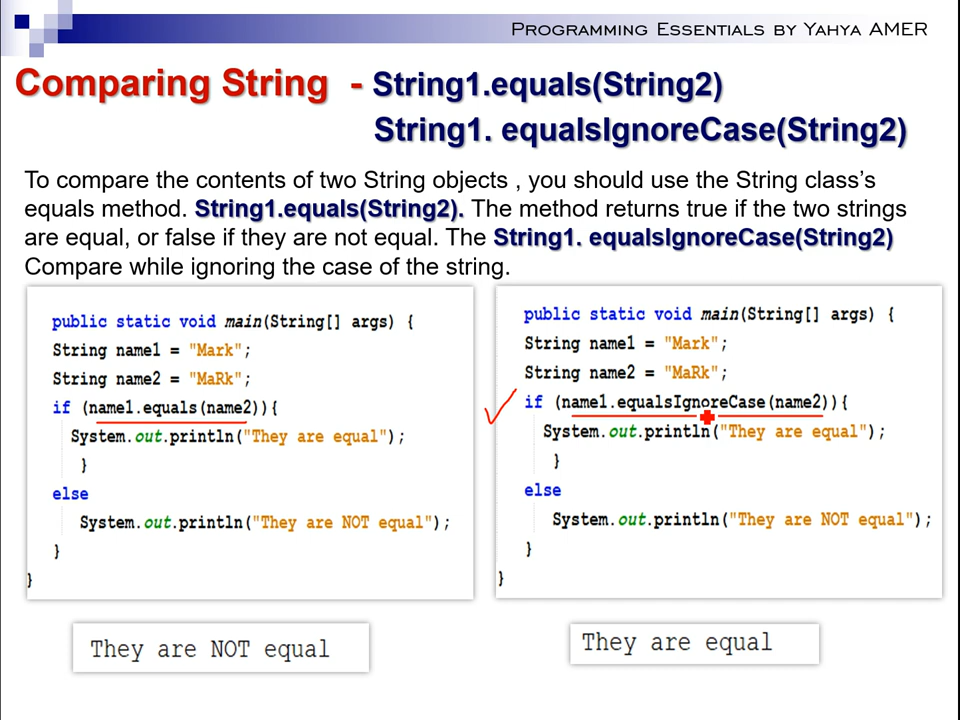 PROGRAMMING ESSENTIALS BY YAHYA AMER
Comparing String - String1.equals(String2)
String1. equalsIgnoreCase(String2)
To compare the contents of two String objects , you should use the String class's
equals method. String1.equals(String2). The method returns true if the two strings
are equal, or false if they are not equal. The String1. equalsIgnoreCase(String2)
Compare while ignoring the case of the string.
public static void main(String[] args) {
String name1 = "Mark";
String name2 = "MaRk";
if (name1.equals(name2)){
System.out.println("They are equal");
}
else
System.out.println("They are NOT equal");
}
}
They are NOT equal
public static void main(String[] args) {
String name1 = "Mark";
String name2 = "MaRk";
if (name1.equalsIgnoreCase(name2)){
System.out.println("They are equal");
}
else
System.out.println("They are NOT equal");
}
}
They are equal